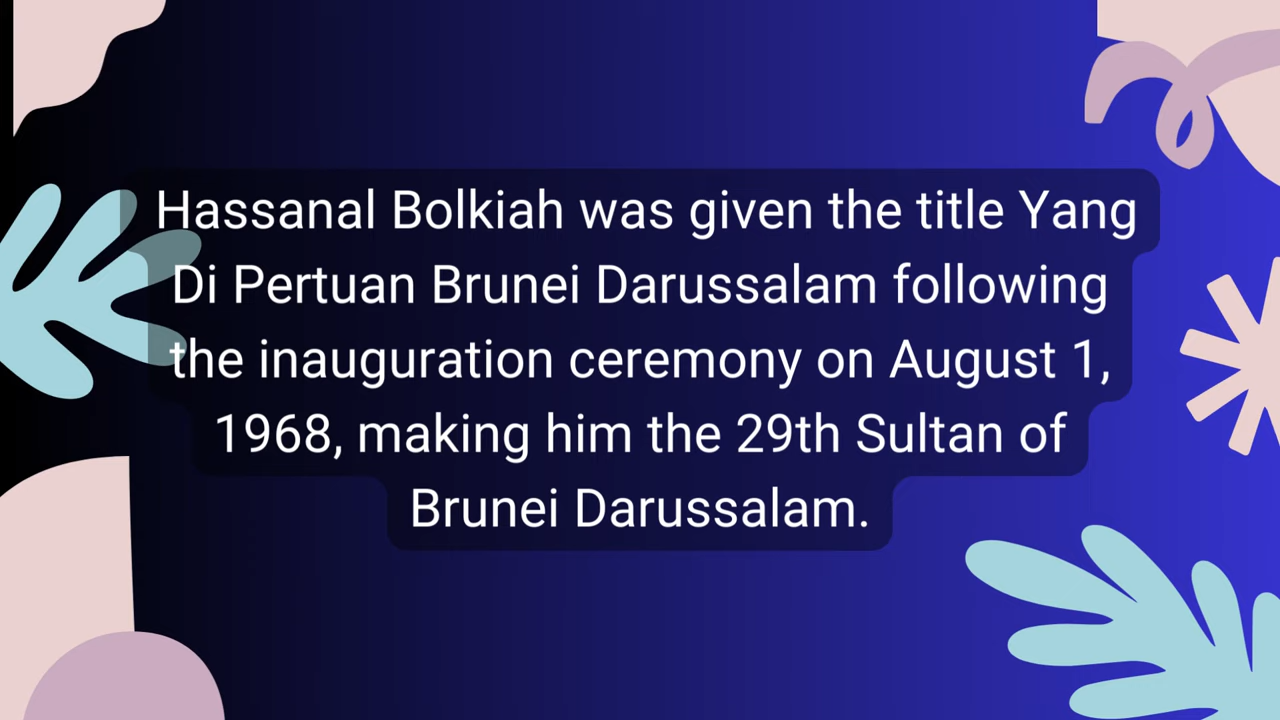 Hassanal Bolkiah was given the title Yang
Di Pertuan Brunei Darussalam following
the inauguration ceremony on August 1,
1968, making him the 29th Sultan of
Brunei Darussalam.